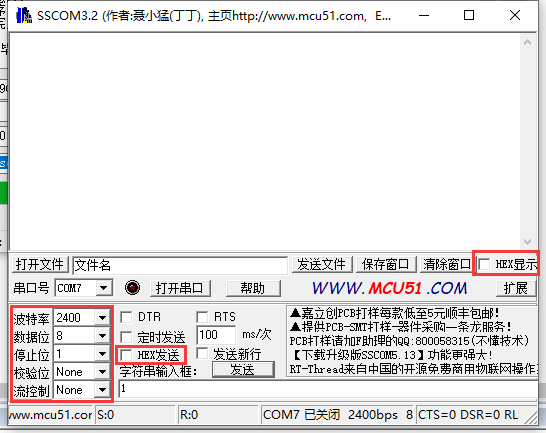 SSCOM3.2 (作者:聂小猛(丁丁), 主页http://www.mcu51.com, E...
打开文件 文件名 发送文件 保存窗口 清除窗口 HEX显示
串口号 COM7 打开串口 帮助 WWW.MCU51.COM 扩展
波特率 2400 DTR RTS
数据位 8 定时发送 100 ms/次
停止位 1 HEX发送 发送新行
校验位 None 字符串输入框: 发送
流控制 None 1
▲嘉立创PCB打样每款低至5元顺丰包邮!
▲提供PCB-SMT打样-器件采购一条龙服务!
PCB打样请加F助理的QQ:800058315(不懂技术)
【下载升级版SSCOM5.13】功能更强大!
RT-Thread来自中国的开源免费商用物联网操作
www.mcu51.cor S:0 R:0 COM7 已关闭 2400bps 8 CTS=0 DSR=0 RL